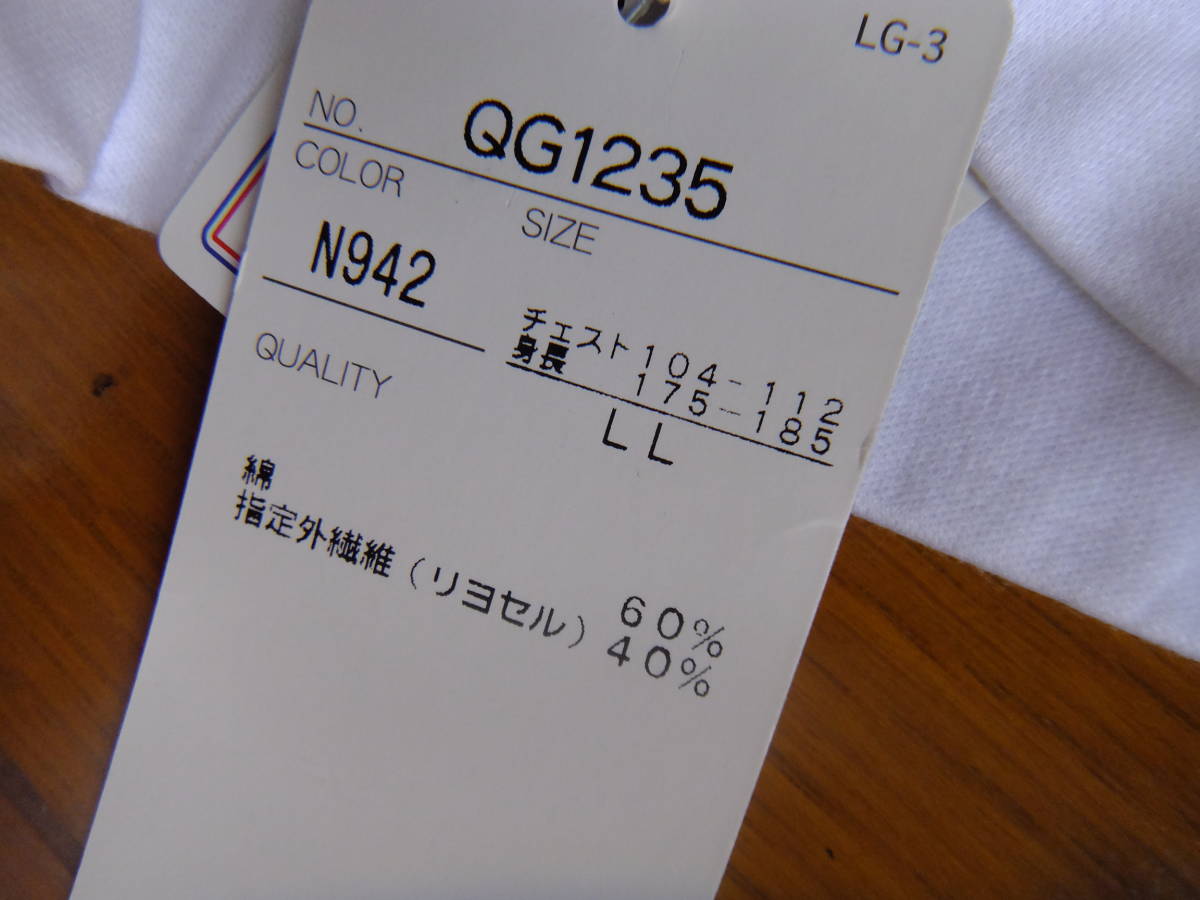 LG-3
NO. QG1235
COLOR
SIZE
N942
チェスト104-112
身長 175-185
LL
QUALITY
綿 60%
指定外繊維(リヨセル) 40%